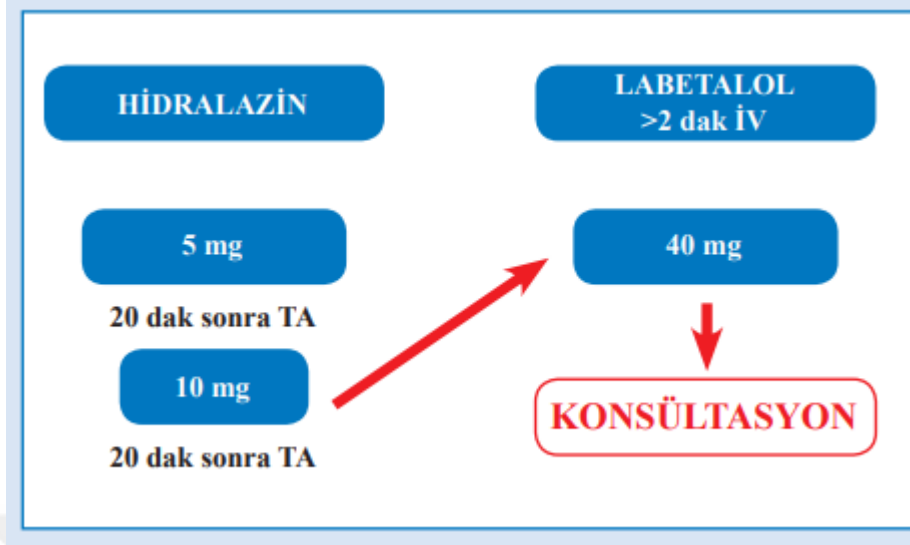 HİDRALAZİN
5 mg
20 dak sonra TA
10 mg
20 dak sonra TA
LABETALOL
>2 dak İV
40 mg
KONSÜLTASYON